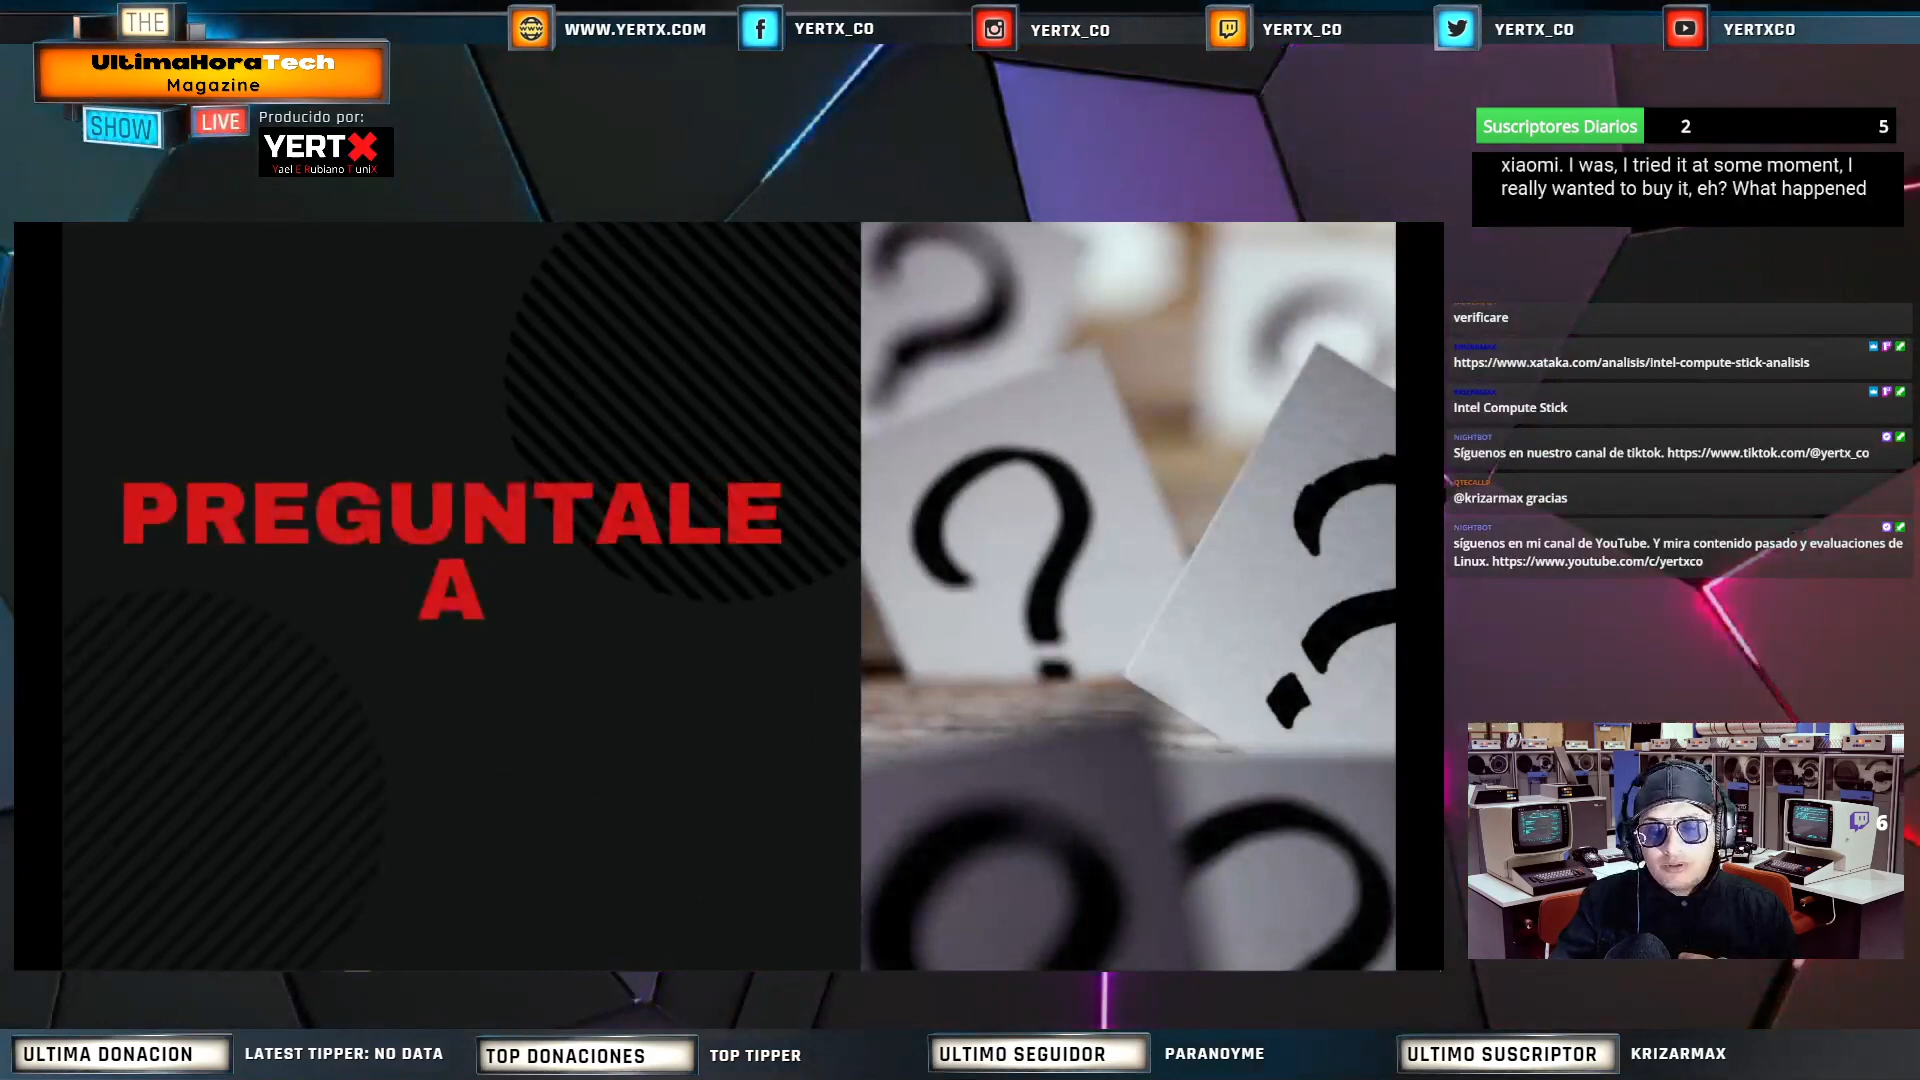 THE
UltimaHoraTech
Magazine
SHOW
LIVE
Producido por:
YERTX
Yael E Rubiano T uniX
WWW.YERTX.COM
YERTX_CO
YERTX_CO
YERTX_CO
YERTX_CO
YERTXCO
Suscriptores Diarios 2 5
xiaomi. I was, I tried it at some moment, I
really wanted to buy it, eh? What happened
PREGUNTALE
A
? ? ? ? ?
verificare
https://www.xataka.com/analisis/intel-compute-stick-analisis
Intel Compute Stick
NIGHTBOT
Síguenos en nuestro canal de tiktok. https://www.tiktok.com/@yertx_co
QTECALLP
@krizarmax gracias
NIGHTBOT
síguenos en mi canal de YouTube. Y mira contenido pasado y evaluaciones de
Linux. https://www.youtube.com/c/yertxco
6
ULTIMA DONACION
LATEST TIPPER: NO DATA
TOP DONACIONES
TOP TIPPER
ULTIMO SEGUIDOR
PARANOYME
ULTIMO SUSCRIPTOR
KRIZARMAX